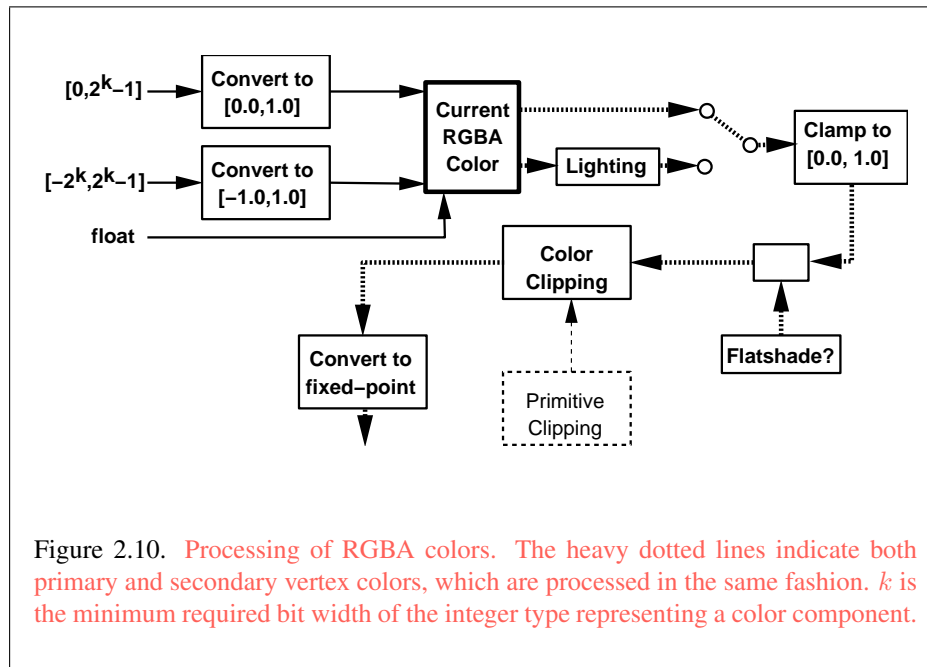 [0,2^k−1]
Convert to
[0.0,1.0]
Current
RGBA
Color
Clamp to
[0.0, 1.0]
[−2^k,2^k−1]
Convert to
[−1.0,1.0]
Lighting
float
Color
Clipping
Flatshade?
Convert to
fixed−point
Primitive
Clipping
Figure 2.10. Processing of RGBA colors. The heavy dotted lines indicate both
primary and secondary vertex colors, which are processed in the same fashion. k is
the minimum required bit width of the integer type representing a color component.